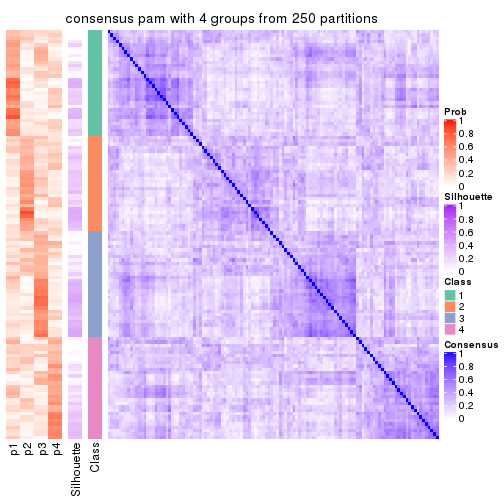 consensus pam with 4 groups from 250 partitions
Prob
1
0.8
0.6
0.4
0.2
0
Silhouette
1
0.8
0.6
0.4
0.2
0
Class
1
2
3
4
Consensus
1
0.8
0.6
0.4
0.2
0
p1
p2
p3
p4
Silhouette
Class